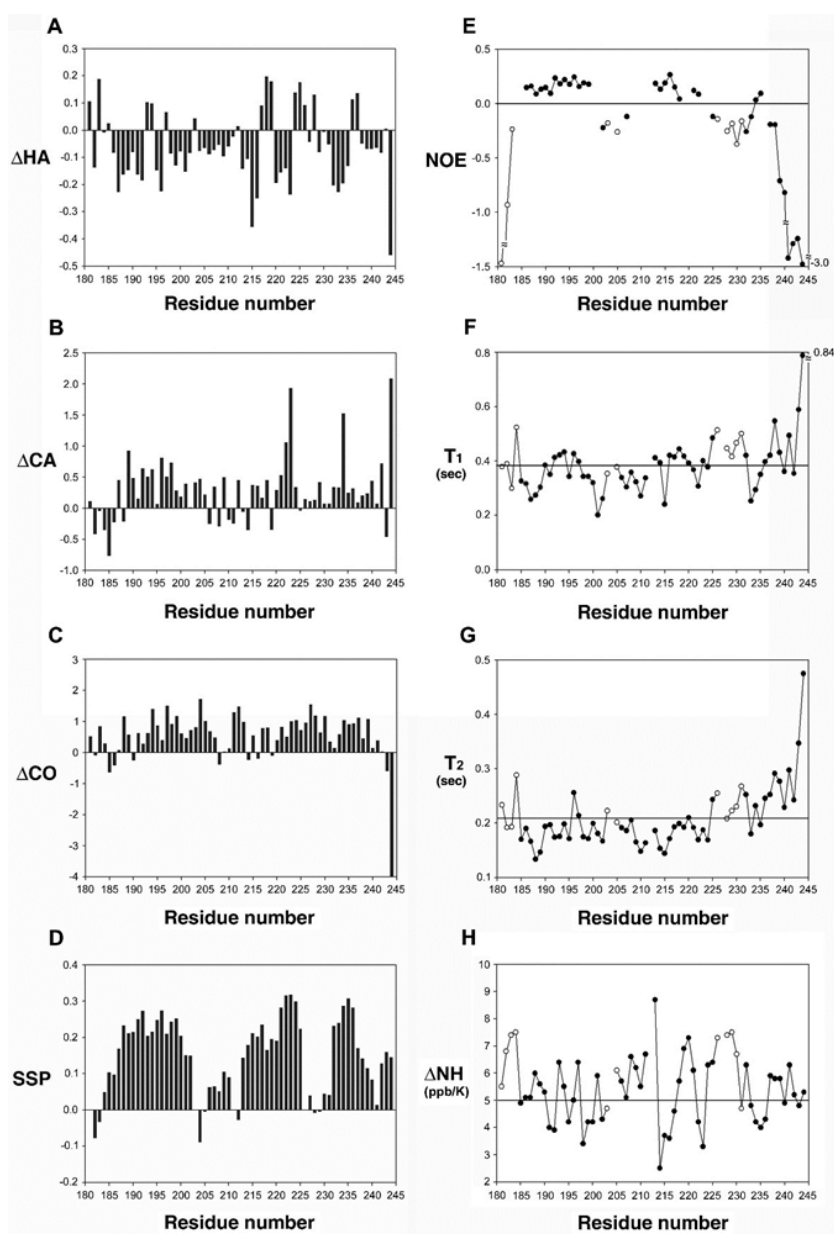 A
0.3
0.2
0.1
0.0
-0.1
-0.2
-0.3
-0.4
-0.5
ΔHA
180 185 190 195 200 205 210 215 220 225 230 235 240 245
Residue number
B
2.5
2.0
1.5
1.0
0.5
0.0
-0.5
-1.0
ΔCA
180 185 190 195 200 205 210 215 220 225 230 235 240 245
Residue number
C
3
2
1
0
-1
-2
-3
-4
ΔCO
180 185 190 195 200 205 210 215 220 225 230 235 240 245
Residue number
D
0.4
0.3
0.2
0.1
0.0
-0.1
-0.2
SSP
180 185 190 195 200 205 210 215 220 225 230 235 240 245
Residue number
E
0.5
0.0
-0.5
-1.0
-1.5
NOE
-3.0
180 185 190 195 200 205 210 215 220 225 230 235 240 245
Residue number
F
0.8
0.6
0.4
0.2
0.0
T1
(sec)
0.84
180 185 190 195 200 205 210 215 220 225 230 235 240 245
Residue number
G
0.5
0.4
0.3
0.2
0.1
T2
(sec)
180 185 190 195 200 205 210 215 220 225 230 235 240 245
Residue number
H
10
9
8
7
6
5
4
3
2
ΔNH
(ppb/K)
180 185 190 195 200 205 210 215 220 225 230 235 240 245
Residue number